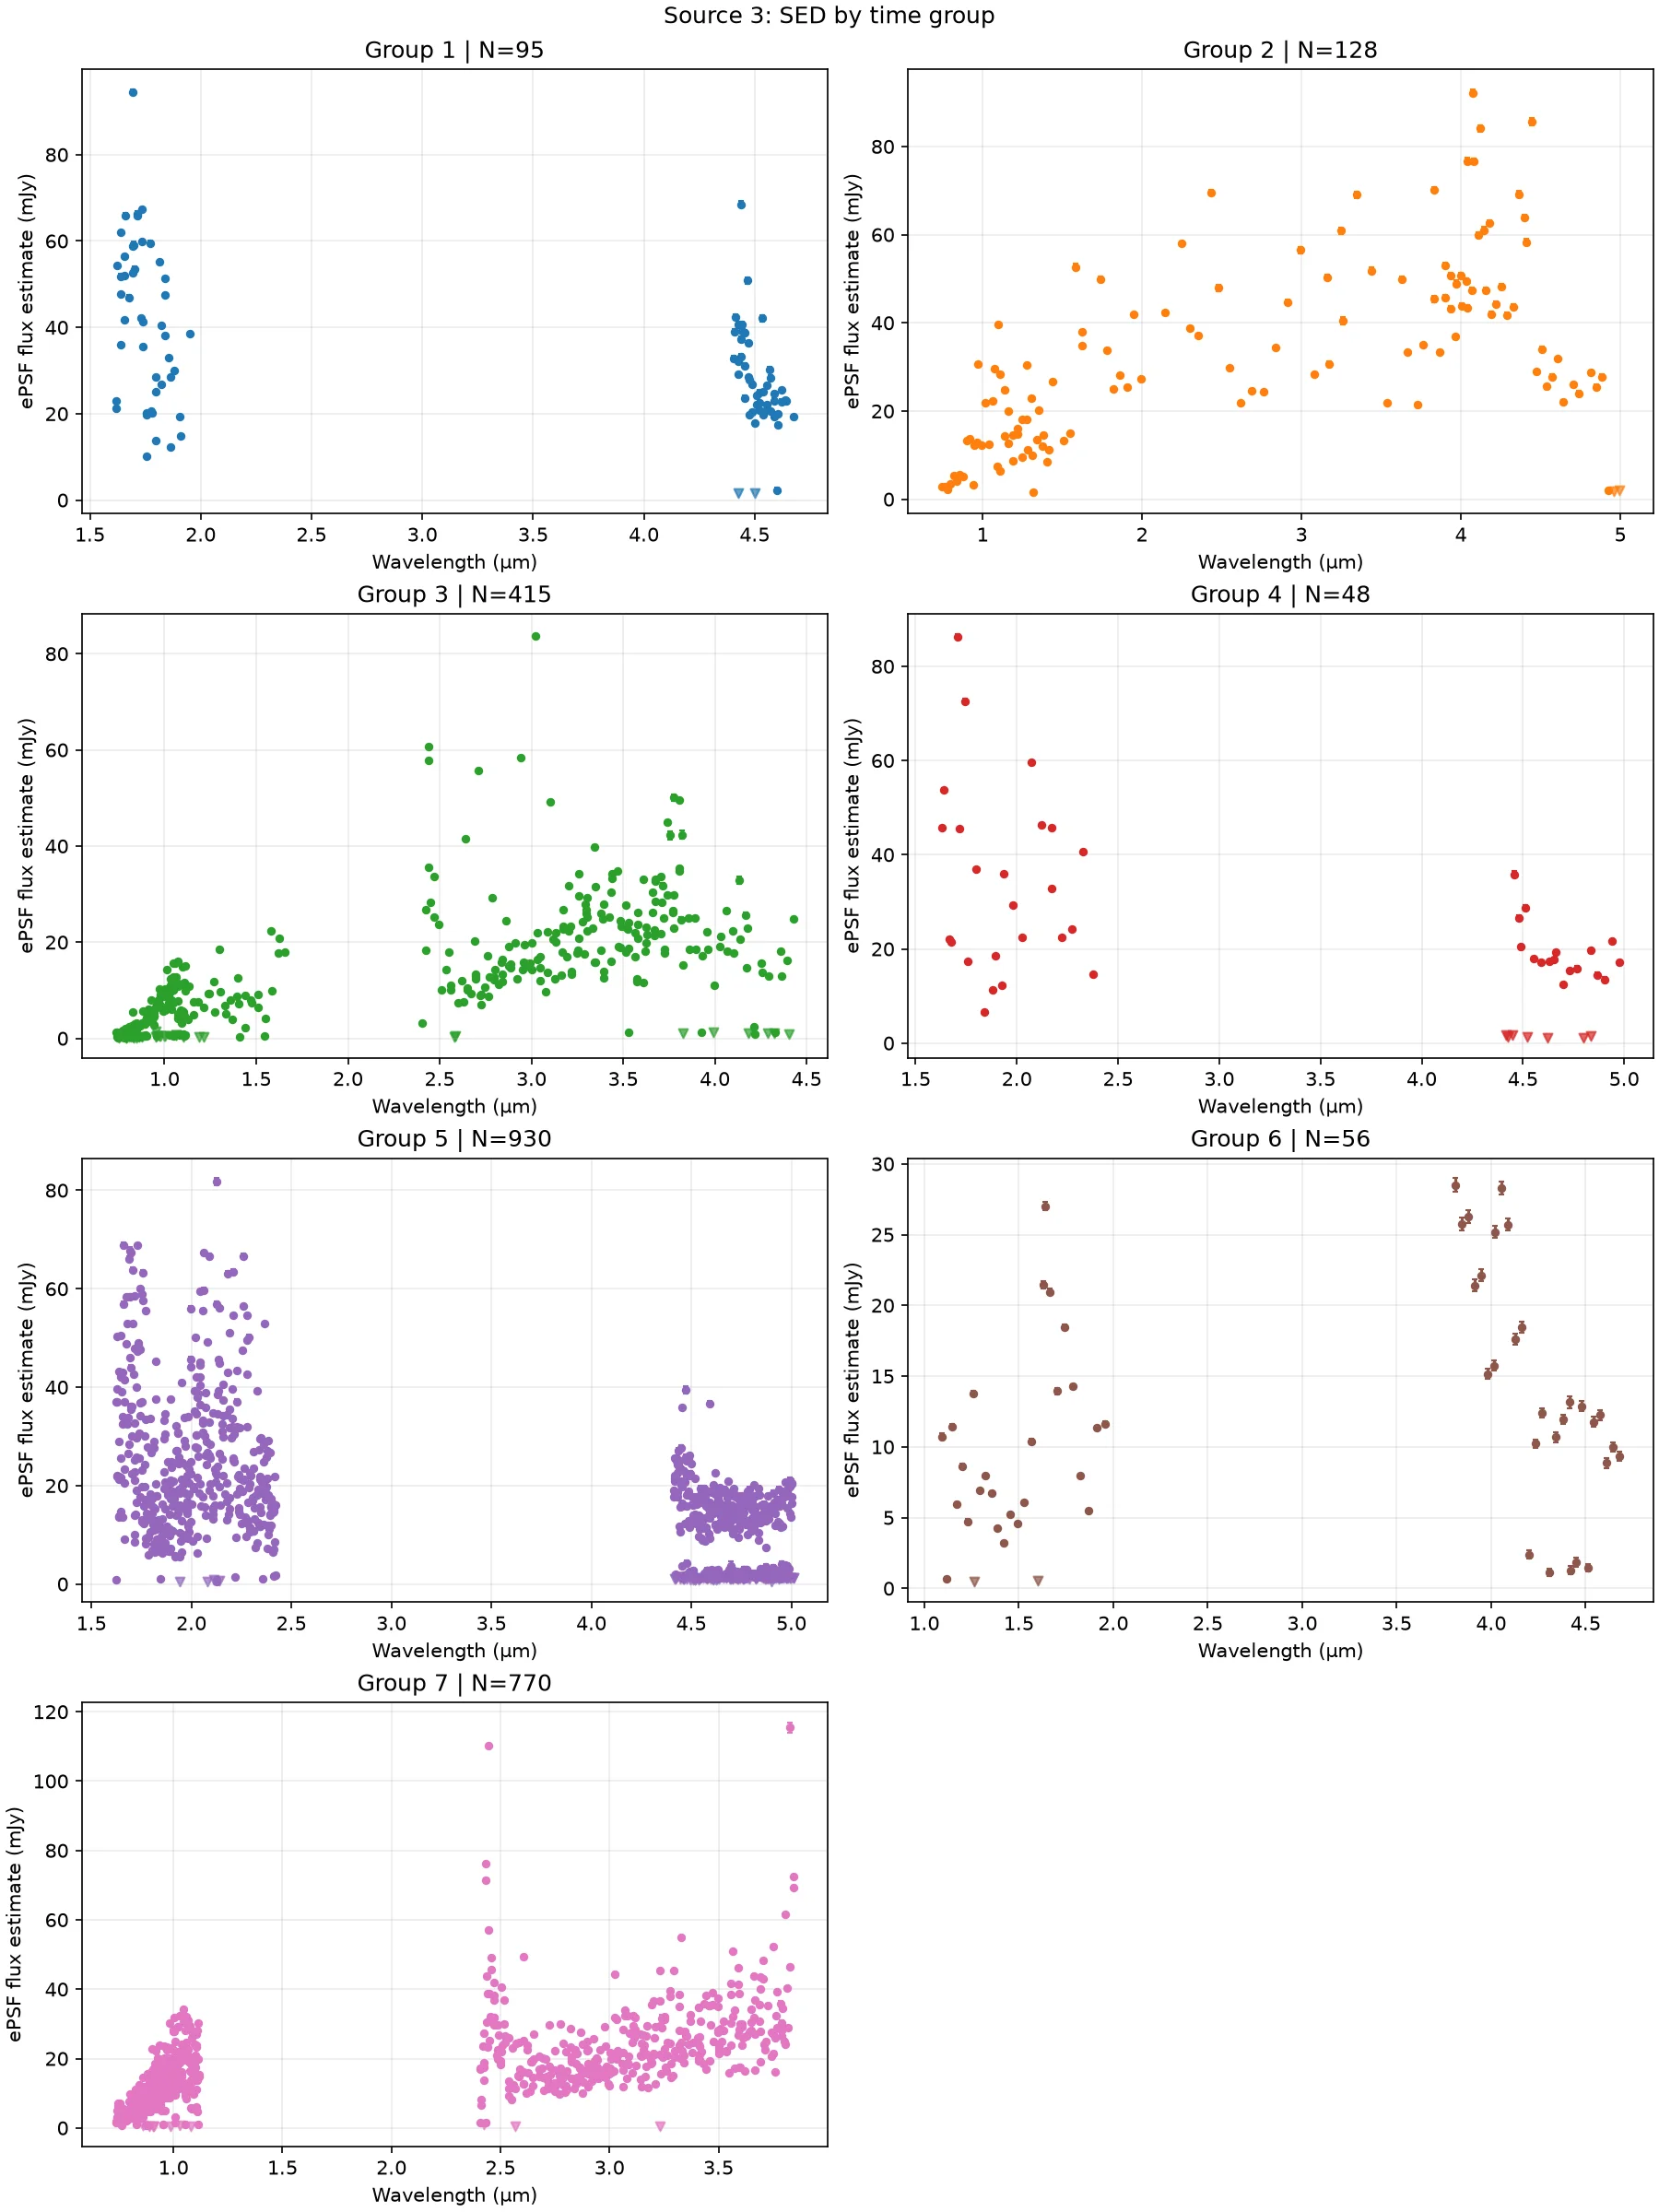 Source 3: SED by time group
Group 1 | N=95
ePSF flux estimate (mJy)
80
60
40
20
0
1.5 2.0 2.5 3.0 3.5 4.0 4.5
Wavelength (µm)
Group 2 | N=128
ePSF flux estimate (mJy)
80
60
40
20
0
1 2 3 4 5
Wavelength (µm)
Group 3 | N=415
ePSF flux estimate (mJy)
80
60
40
20
0
1.0 1.5 2.0 2.5 3.0 3.5 4.0 4.5
Wavelength (µm)
Group 4 | N=48
ePSF flux estimate (mJy)
80
60
40
20
0
1.5 2.0 2.5 3.0 3.5 4.0 4.5 5.0
Wavelength (µm)
Group 5 | N=930
ePSF flux estimate (mJy)
80
60
40
20
0
1.5 2.0 2.5 3.0 3.5 4.0 4.5 5.0
Wavelength (µm)
Group 6 | N=56
ePSF flux estimate (mJy)
30
25
20
15
10
5
0
1.0 1.5 2.0 2.5 3.0 3.5 4.0 4.5
Wavelength (µm)
Group 7 | N=770
ePSF flux estimate (mJy)
120
100
80
60
40
20
0
1.0 1.5 2.0 2.5 3.0 3.5
Wavelength (µm)